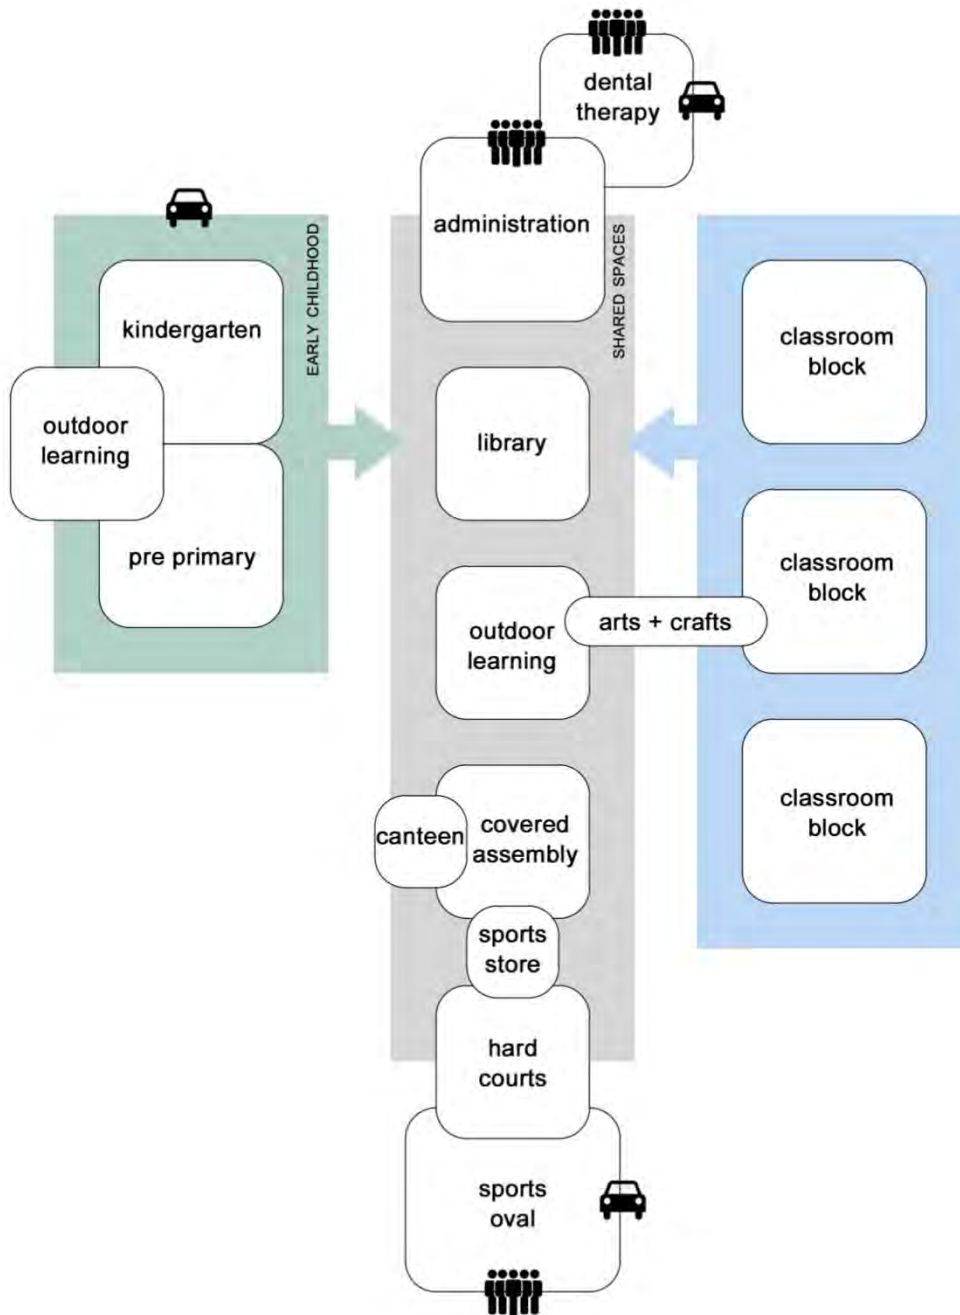 dental
therapy
administration
EARLY CHILDHOOD
SHARED SPACES
kindergarten
classroom
block
outdoor
learning
library
pre primary
classroom
block
arts + crafts
outdoor
learning
classroom
block
canteen
covered
assembly
sports
store
hard
courts
sports
oval